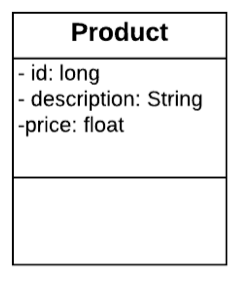 Product
- id: long
- description: String
-price: float